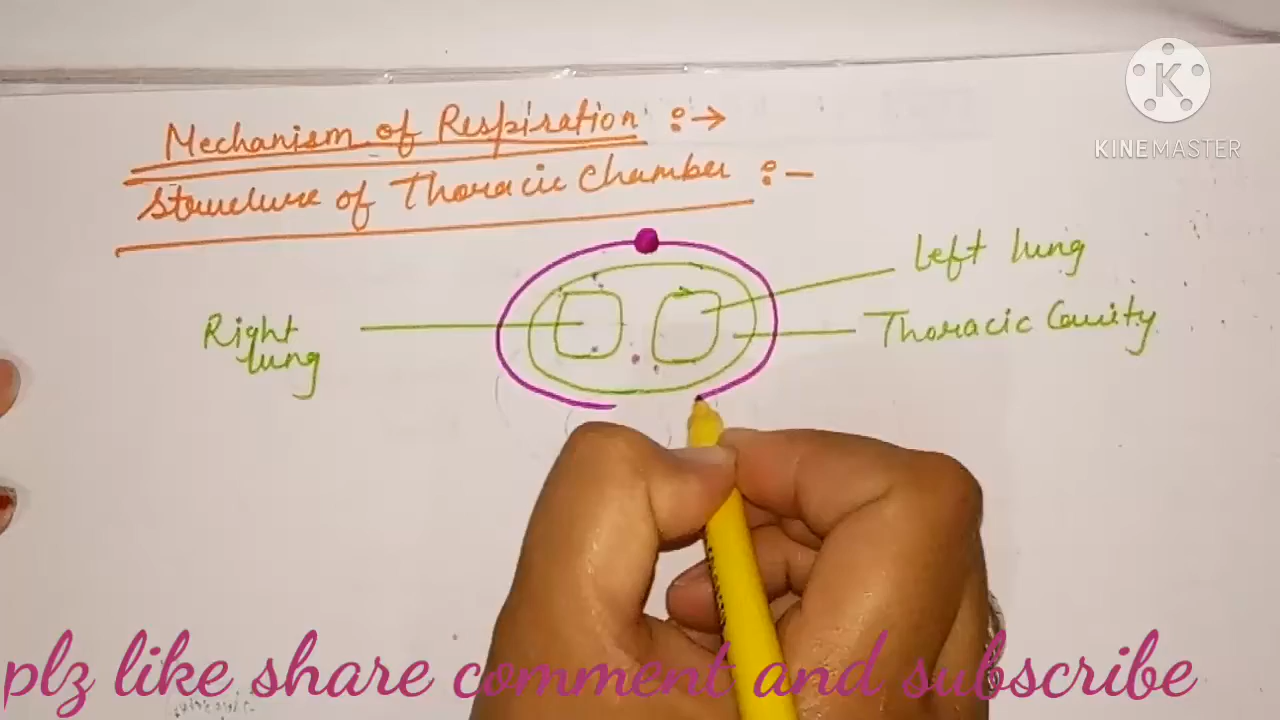 Mechanism of Respiration :→
Structure of Thoracic Chamber :-
Left lung
Right
lung
Thoracic Cavity
KINEMASTER
plz like share comment and subscribe